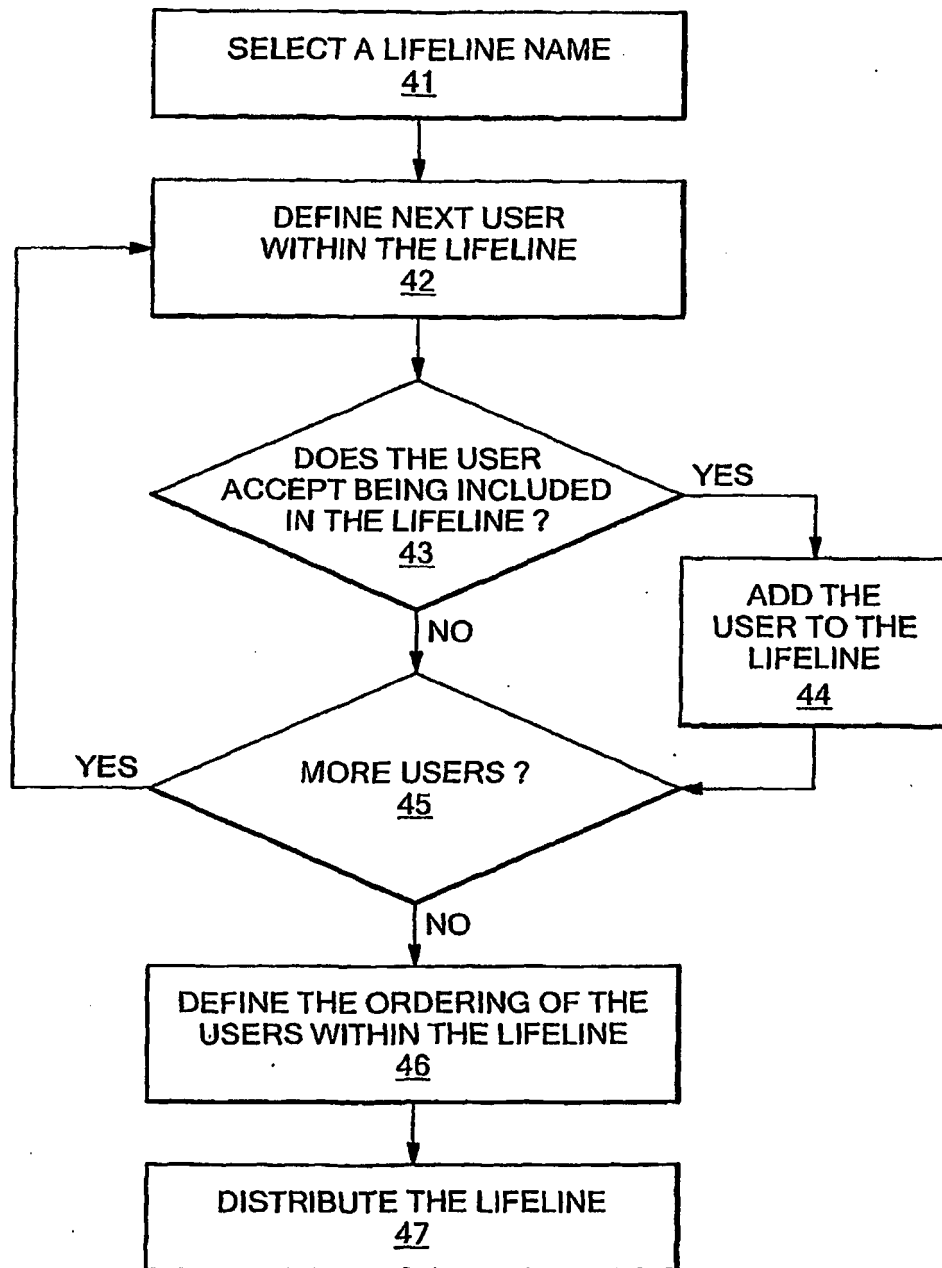 SELECT A LIFELINE NAME
41
DEFINE NEXT USER
WITHIN THE LIFELINE
42
DOES THE USER
ACCEPT BEING INCLUDED
IN THE LIFELINE ?
43
YES
ADD THE
USER TO THE
LIFELINE
44
NO
MORE USERS ?
45
YES
NO
DEFINE THE ORDERING OF THE
USERS WITHIN THE LIFELINE
46
DISTRIBUTE THE LIFELINE
47